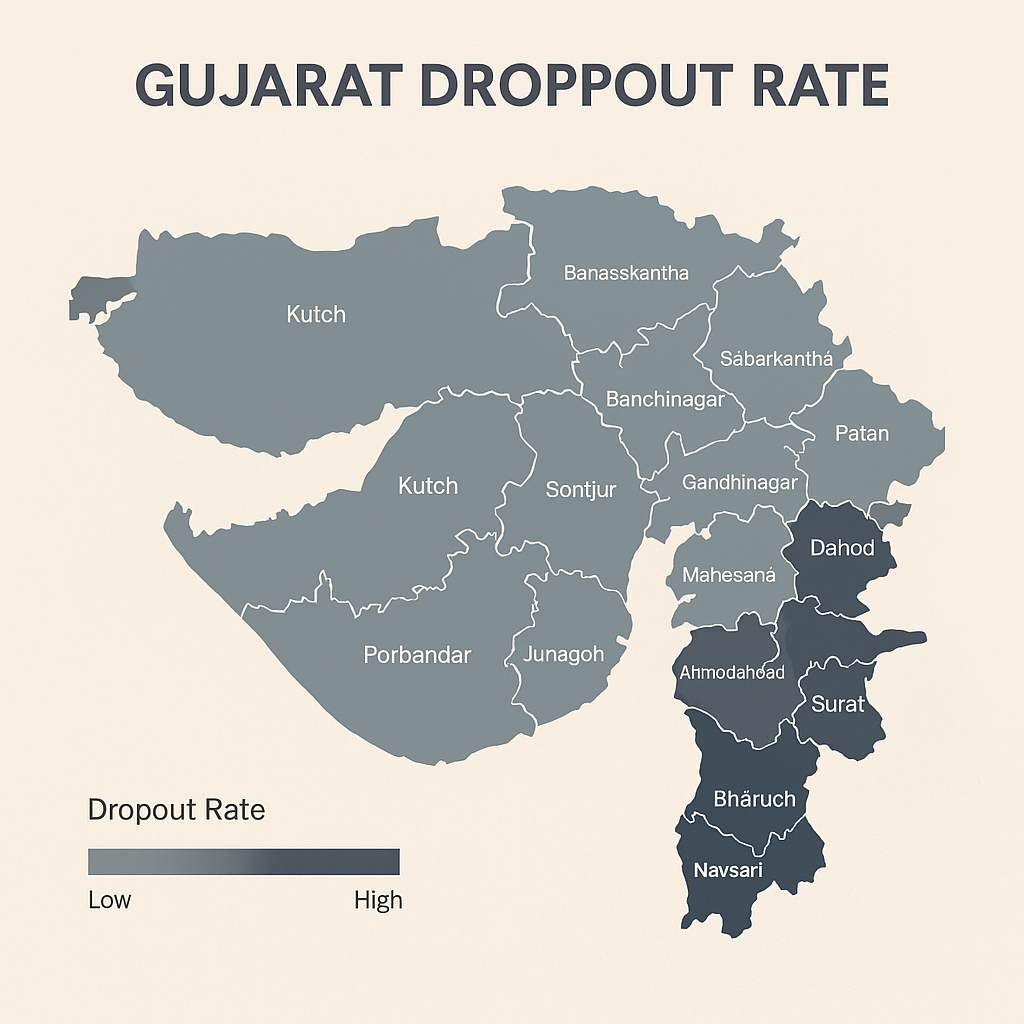 GUJARAT DROPPOUT RATE
Banasskantha
Kutch
Sábarkanthá
Banchinagar
Patan
Kutch
Sontjur
Gandhinagar
Dahod
Mahesaná
Porbandar
Junagoh
Ahmodahoad
Surat
Bhäruch
Navsari
Dropout Rate
Low
High